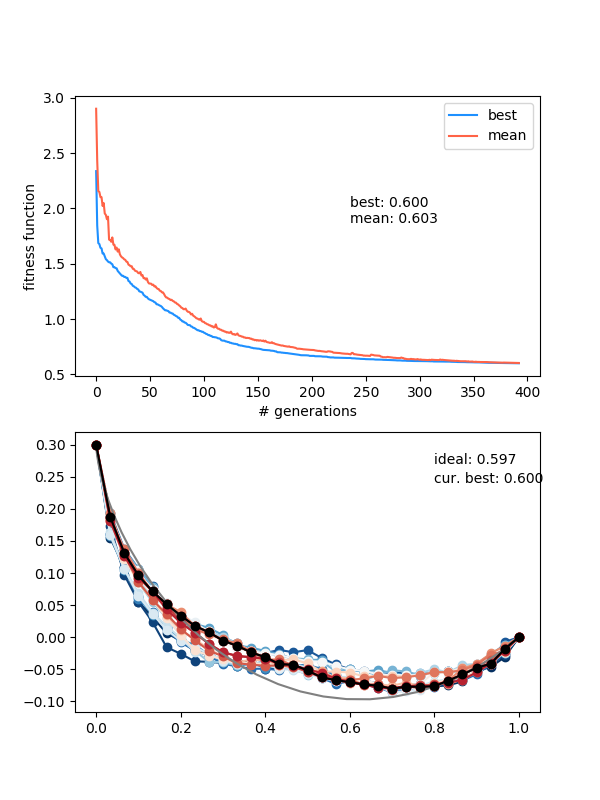 3.0
2.5
2.0
1.5
1.0
0.5
fitness function
best
mean
best: 0.600
mean: 0.603
0 50 100 150 200 250 300 350 400
# generations
0.30
0.25
0.20
0.15
0.10
0.05
0.00
−0.05
−0.10
ideal: 0.597
cur. best: 0.600
0.0 0.2 0.4 0.6 0.8 1.0